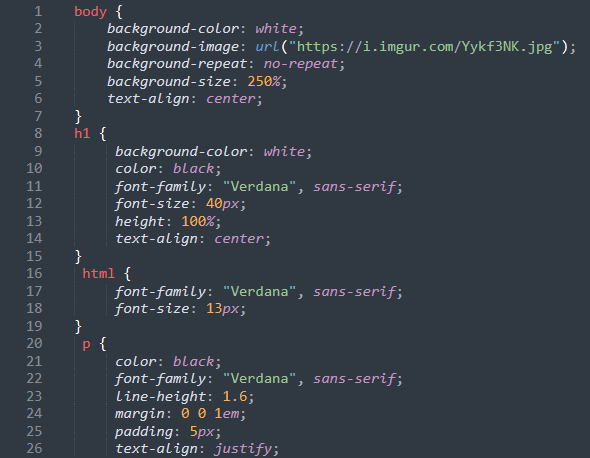 1 body {
2 background-color: white;
3 background-image: url("https://i.imgur.com/Yykf3NK.jpg");
4 background-repeat: no-repeat;
5 background-size: 250%;
6 text-align: center;
7 }
8 h1 {
9 background-color: white;
10 color: black;
11 font-family: "Verdana", sans-serif;
12 font-size: 40px;
13 height: 100%;
14 text-align: center;
15 }
16 html {
17 font-family: "Verdana", sans-serif;
18 font-size: 13px;
19 }
20 p {
21 color: black;
22 font-family: "Verdana", sans-serif;
23 line-height: 1.6;
24 margin: 0 0 1em;
25 padding: 5px;
26 text-align: justify;